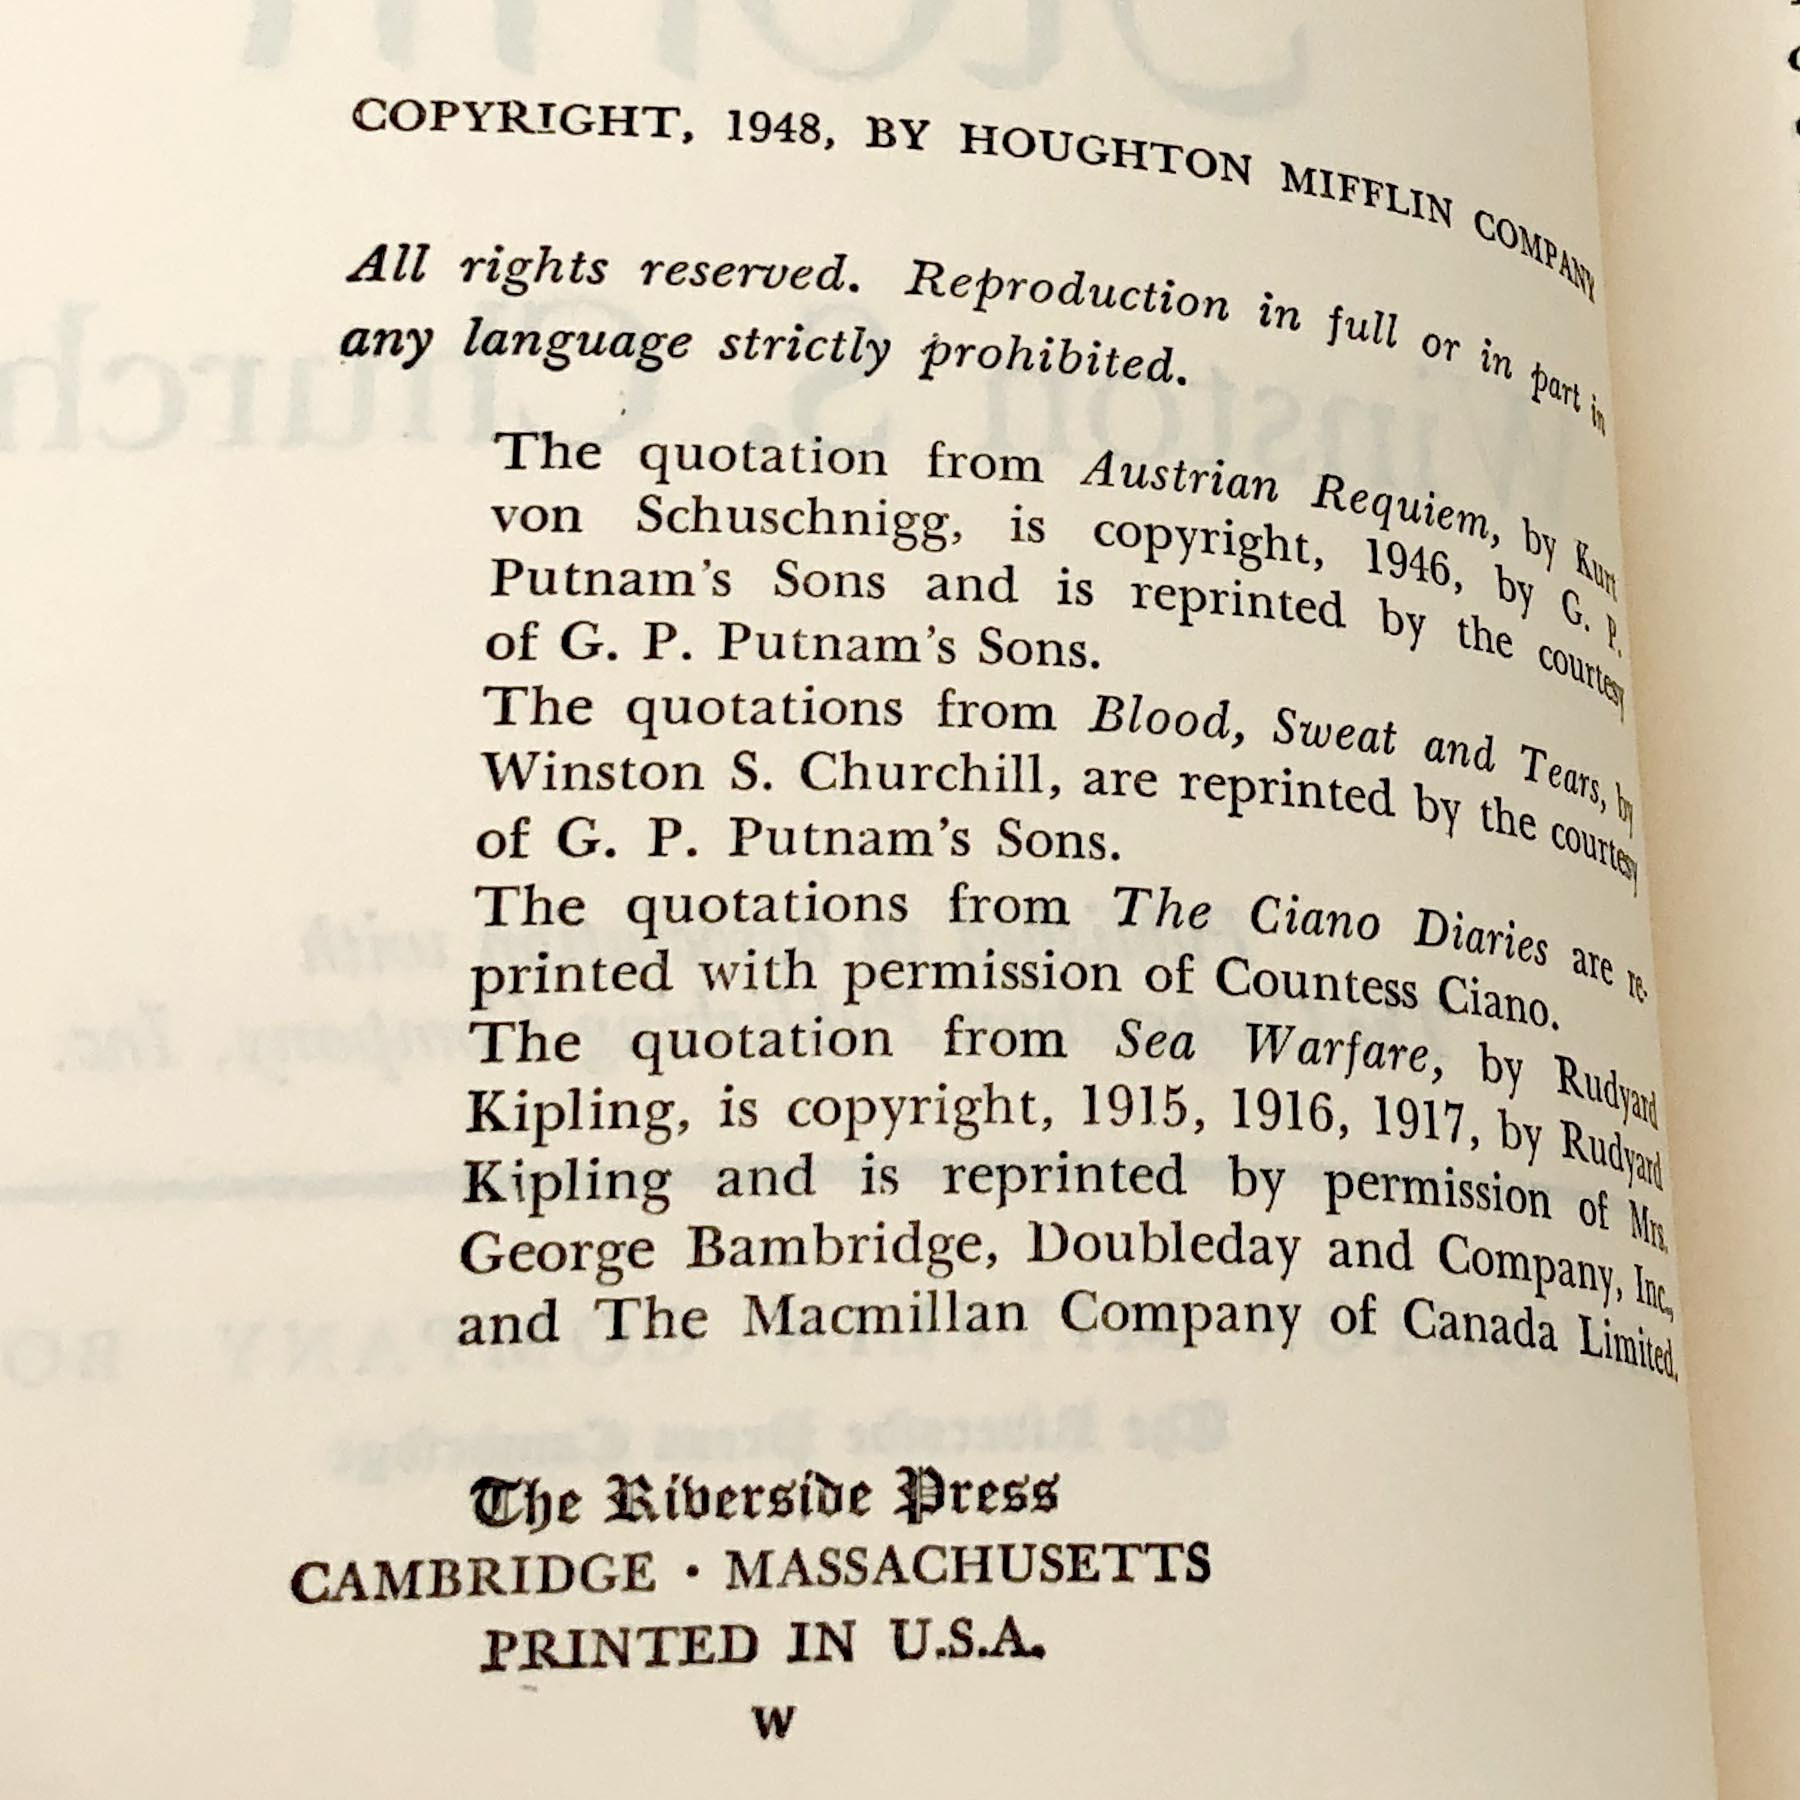 COPYRIGHT, 1948, BY HOUGHTON MIFFLIN COMPANY
All rights reserved. Reproduction in full or in part in
any language strictly prohibited.
The quotation from Austrian Requiem, by Kurt
von Schuschnigg, is copyright, 1946, by G. P.
Putnam's Sons and is reprinted by the courtesy
of G. P. Putnam's Sons.
The quotations from Blood, Sweat and Tears, by
Winston S. Churchill, are reprinted by the courtesy
of G. P. Putnam's Sons.
The quotations from The Ciano Diaries are re-
printed with permission of Countess Ciano.
The quotation from Sea Warfare, by Rudyard
Kipling, is copyright, 1915, 1916, 1917, by Rudyard
Kipling and is reprinted by permission of Mrs.
George Bambridge, Doubleday and Company, Inc.,
and The Macmillan Company of Canada Limited.
The Riverside Press
CAMBRIDGE · MASSACHUSETTS
PRINTED IN U.S.A.
W